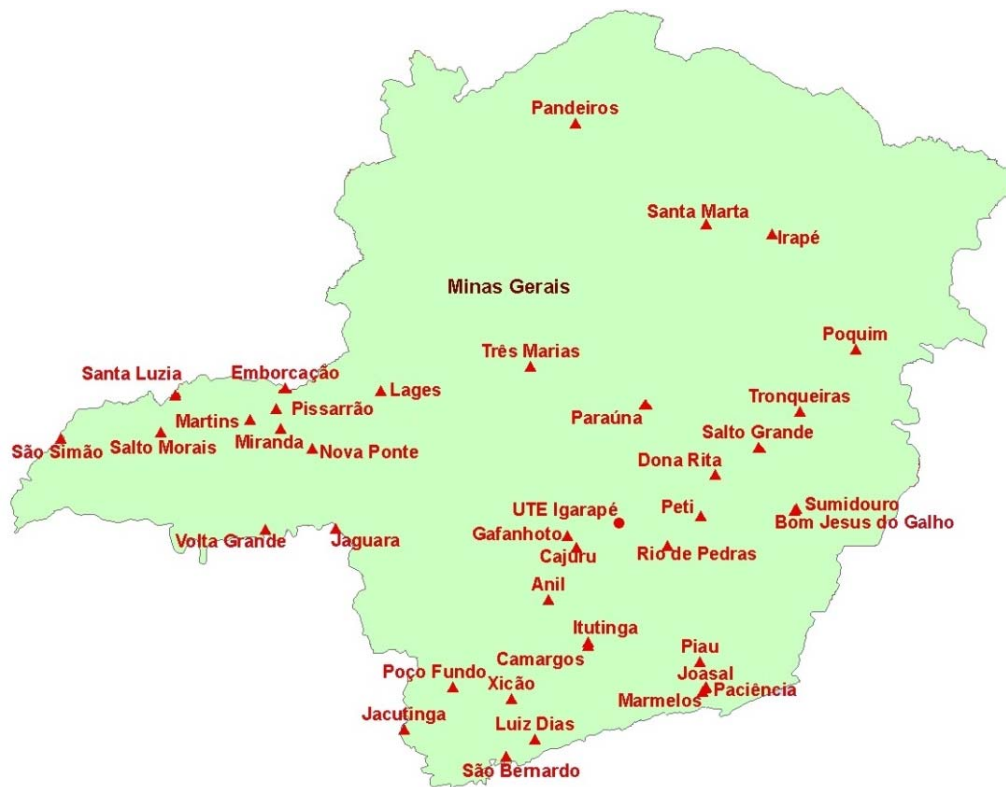 Pandeiros
Santa Marta
Irapé
Minas Gerais
Poquim
Três Marias
Santa Luzia
Emborcação
Lages
Pissarrão
Paraúna
Tronqueiras
Martins
Miranda
Salto Morais
São Simão
Nova Ponte
Salto Grande
Dona Rita
UTE Igarapé
Peti
Sumidouro
Bom Jesus do Galho
Volta Grande
Jaguara
Gafanhoto
Cajuru
Rio de Pedras
Anil
Itutinga
Camargos
Piau
Joasal
Paciência
Marmelos
Poço Fundo
Xicão
Jacutinga
Luiz Dias
São Bernardo